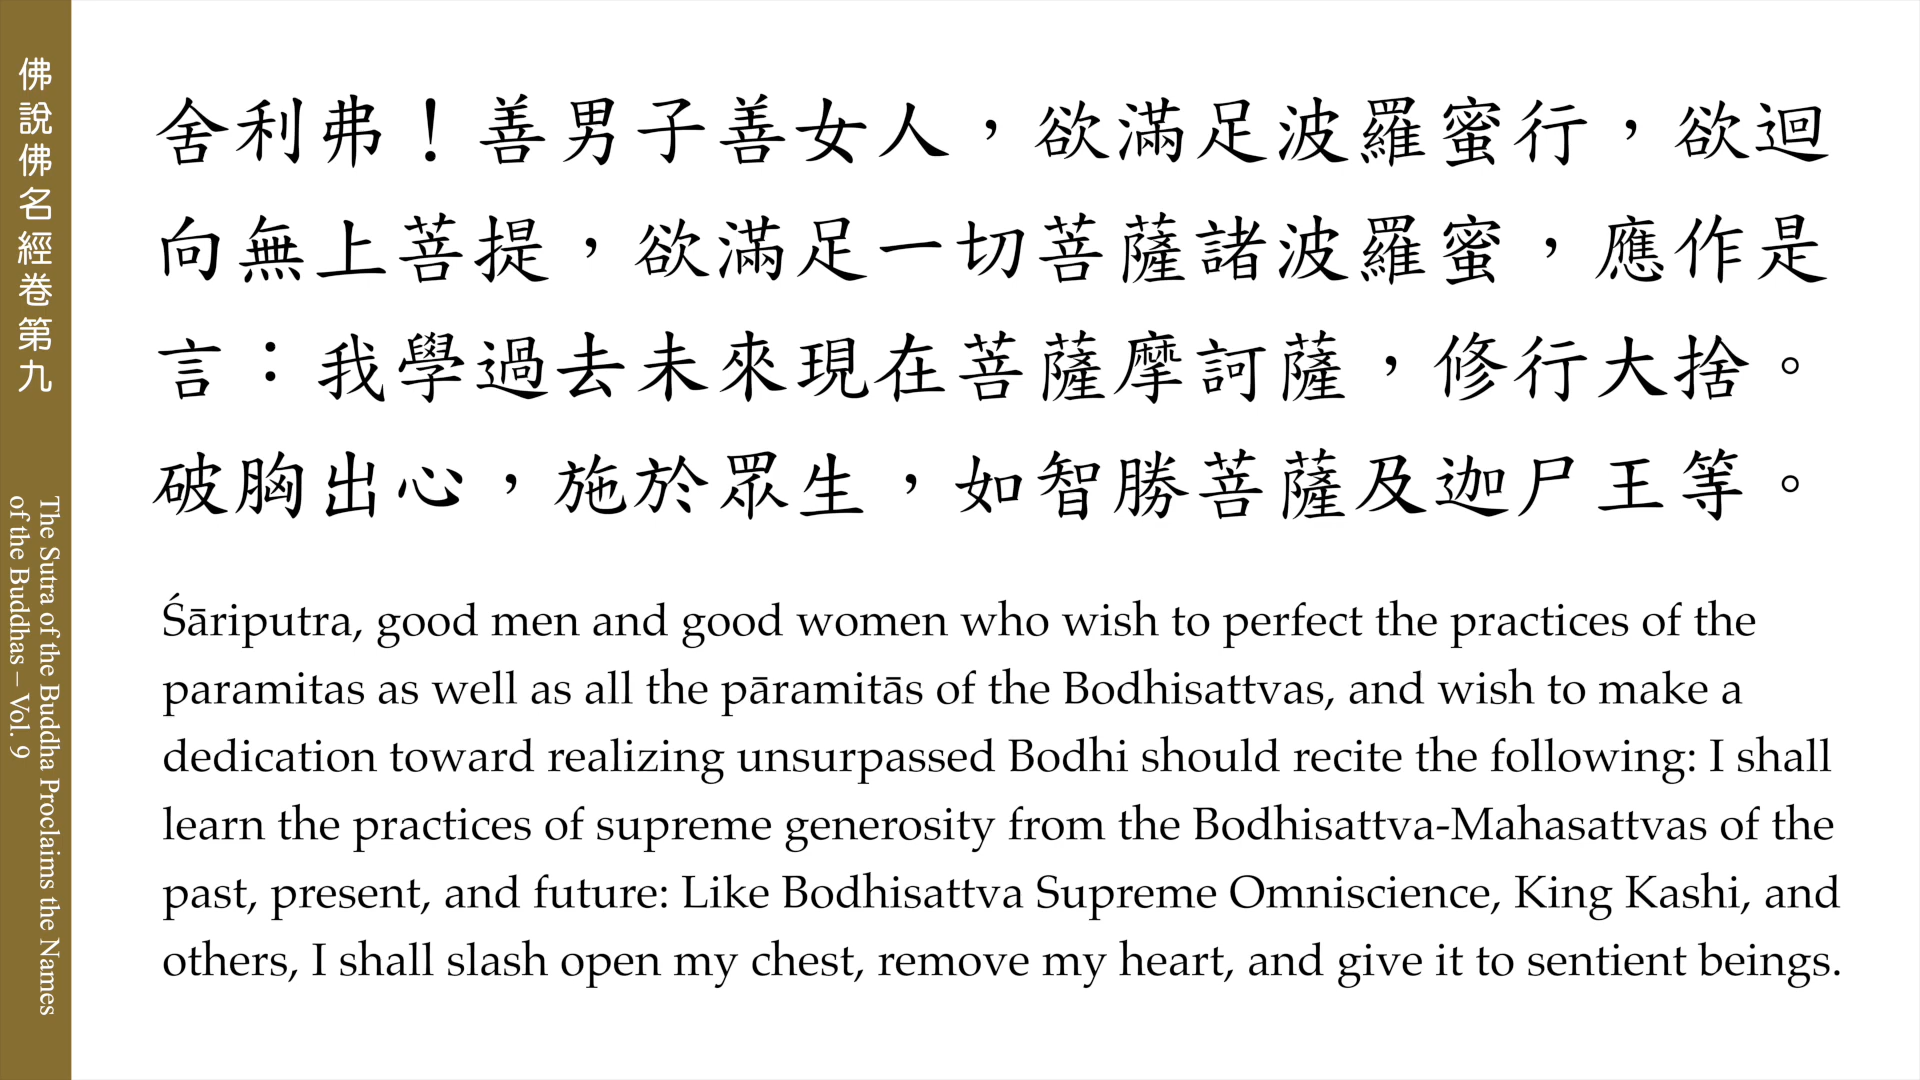 佛說佛名經卷第九
The Sutra of the Buddha Proclaims the Names
of the Buddhas – Vol. 9
舍利弗！善男子善女人，欲滿足波羅蜜行，欲迴
向無上菩提，欲滿足一切菩薩諸波羅蜜，應作是
言：我學過去未來現在菩薩摩訶薩，修行大捨。
破胸出心，施於眾生，如智勝菩薩及迦尸王等。
Śāriputra, good men and good women who wish to perfect the practices of the
paramitas as well as all the pāramitās of the Bodhisattvas, and wish to make a
dedication toward realizing unsurpassed Bodhi should recite the following: I shall
learn the practices of supreme generosity from the Bodhisattva-Mahasattvas of the
past, present, and future: Like Bodhisattva Supreme Omniscience, King Kashi, and
others, I shall slash open my chest, remove my heart, and give it to sentient beings.